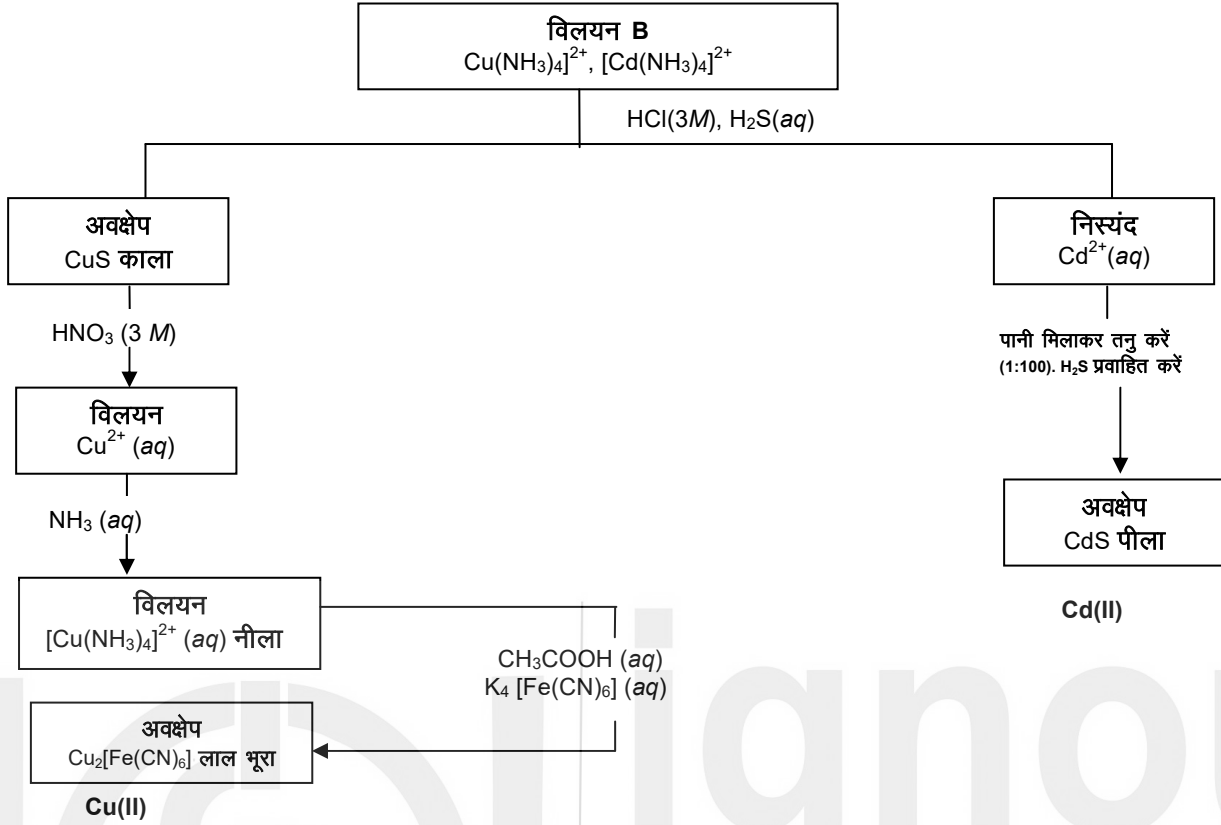 विलयन B
Cu(NH₃)₄]²⁺, [Cd(NH₃)₄]²⁺
HCl(3M), H₂S(aq)
अवक्षेप
CuS काला
निस्यंद
Cd²⁺(aq)
HNO₃ (3 M)
पानी मिलाकर तनु करें
(1:100). H₂S प्रवाहित करें
विलयन
Cu²⁺ (aq)
NH₃ (aq)
अवक्षेप
CdS पीला
Cd(II)
विलयन
[Cu(NH₃)₄]²⁺ (aq) नीला
CH₃COOH (aq)
K₄ [Fe(CN)₆] (aq)
अवक्षेप
Cu₂[Fe(CN)₆] लाल भूरा
Cu(II)
ignou